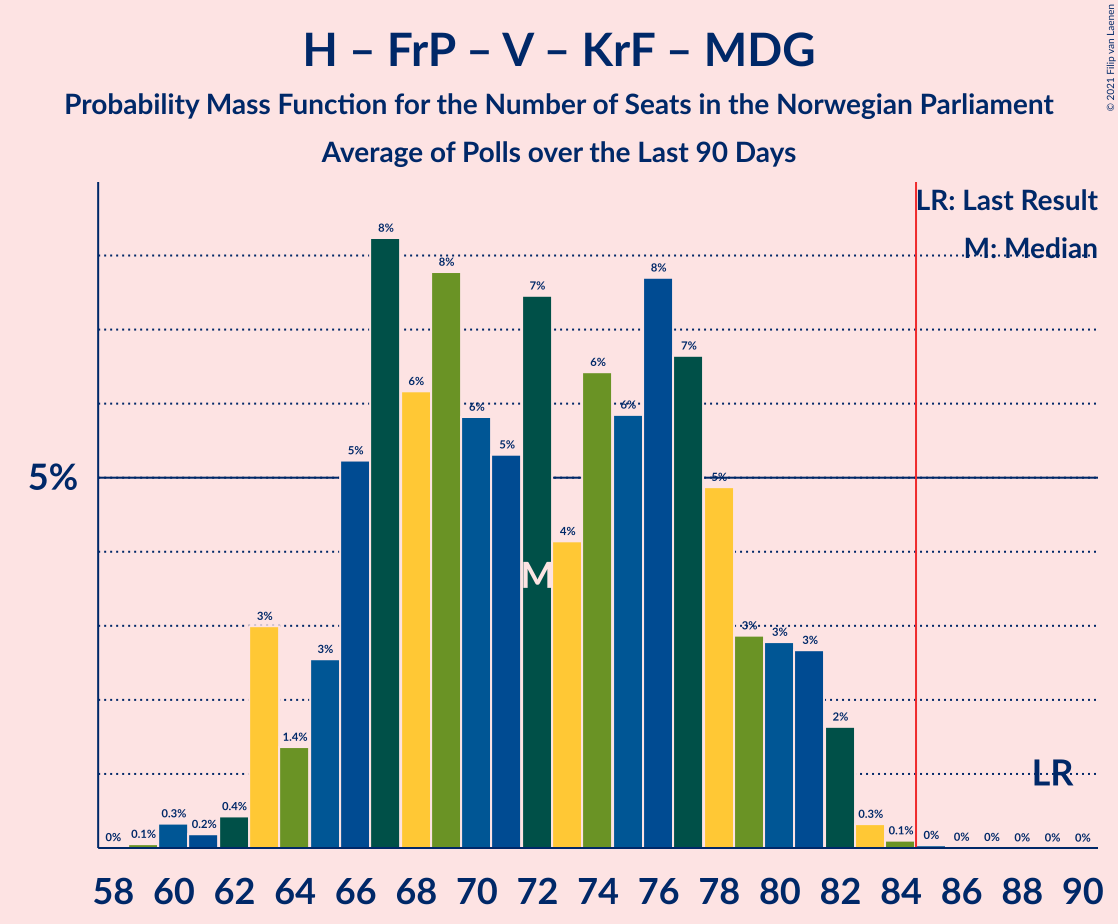 H – FrP – V – KrF – MDG
Probability Mass Function for the Number of Seats in the Norwegian Parliament
Average of Polls over the Last 90 Days
© 2021 Filip van Laenen
LR: Last Result
M: Median
5%
0% 0.1% 0.3% 0.2% 0.4% 3% 1.4% 3% 5% 8% 6% 8% 6% 5% 7% 4% 6% 6% 8% 7% 5% 3% 3% 3% 2% 0.3% 0.1% 0% 0% 0% 0% 0% 0%
M
LR
58 60 62 64 66 68 70 72 74 76 78 80 82 84 86 88 90